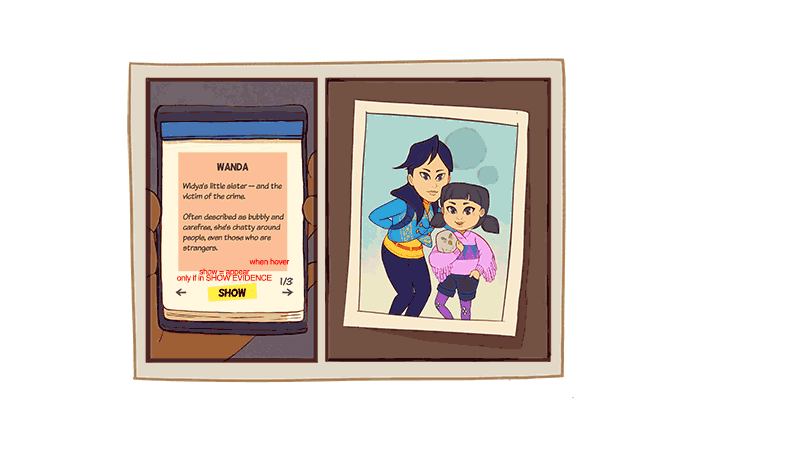 WANDA
Widya's little sister — and the
victim of the crime.
Often described as bubbly and
carefree, she's chatty around
people, even those who are
strangers.
when hover
show = appear
only if in SHOW EVIDENCE
1/3
← SHOW →